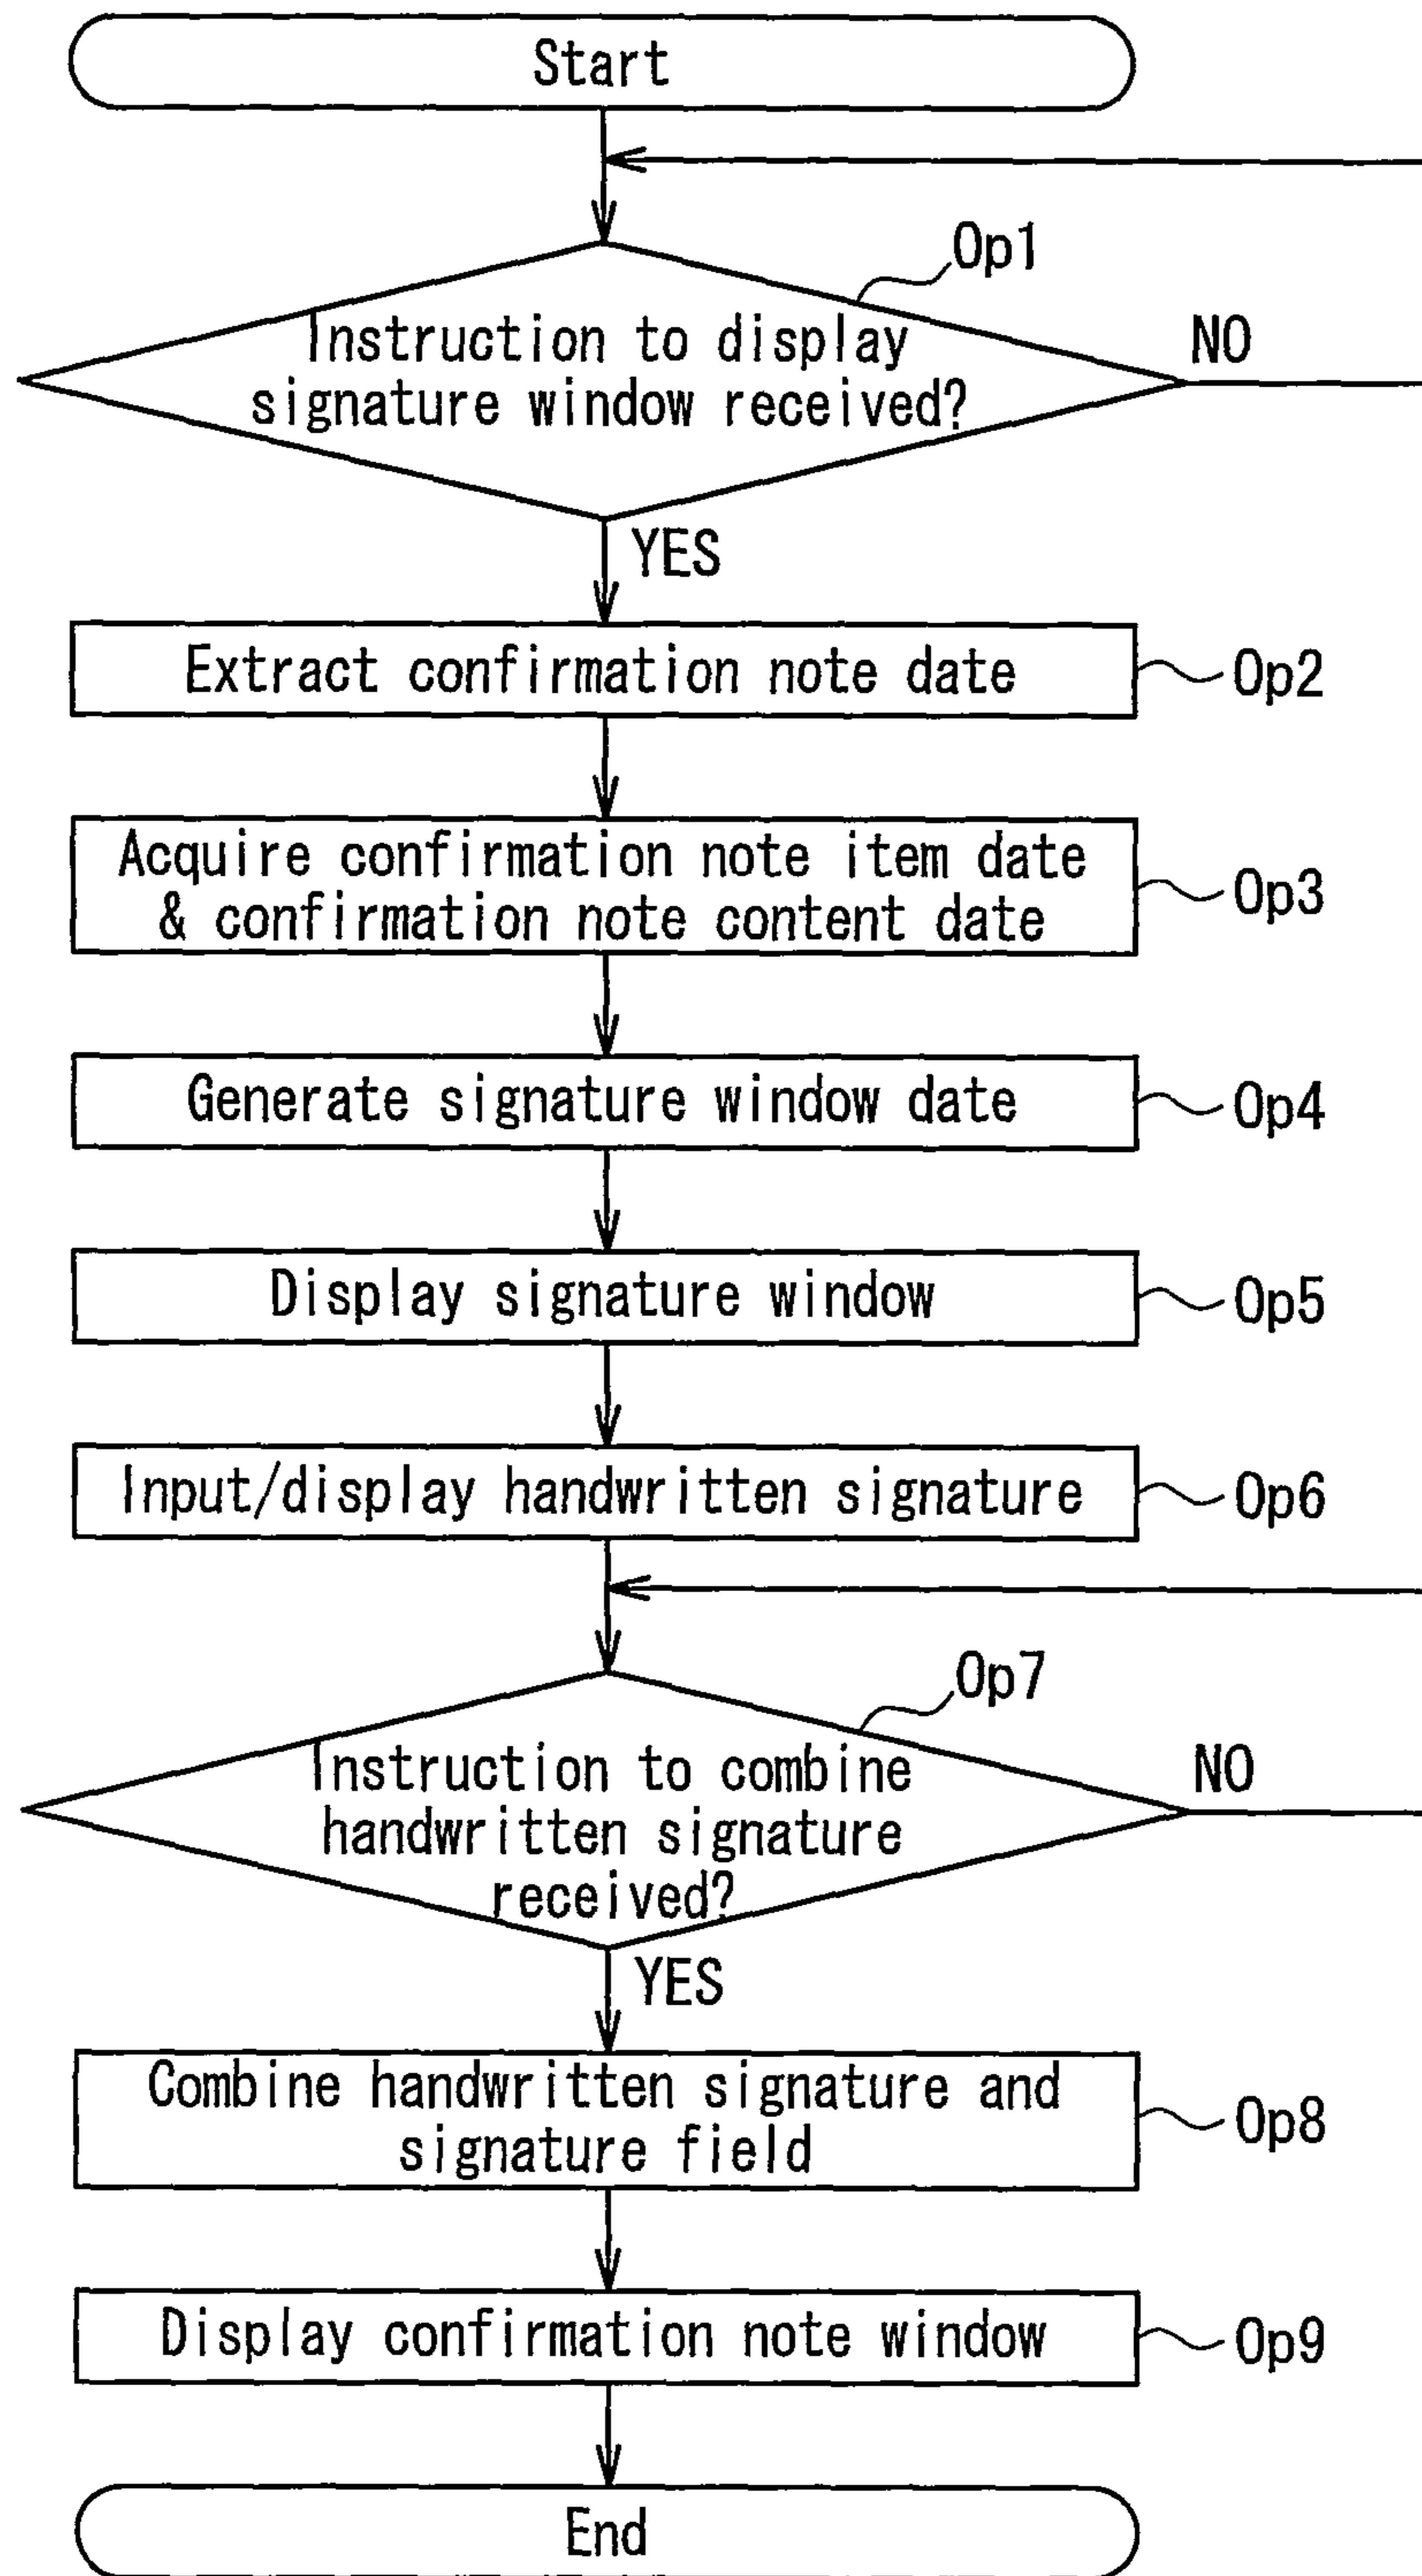 Start
Op1
Instruction to display
signature window received?
NO
YES
Extract confirmation note date
Op2
Acquire confirmation note item date
& confirmation note content date
Op3
Generate signature window date
Op4
Display signature window
Op5
Input/display handwritten signature
Op6
Op7
Instruction to combine
handwritten signature
received?
NO
YES
Combine handwritten signature and
signature field
Op8
Display confirmation note window
Op9
End